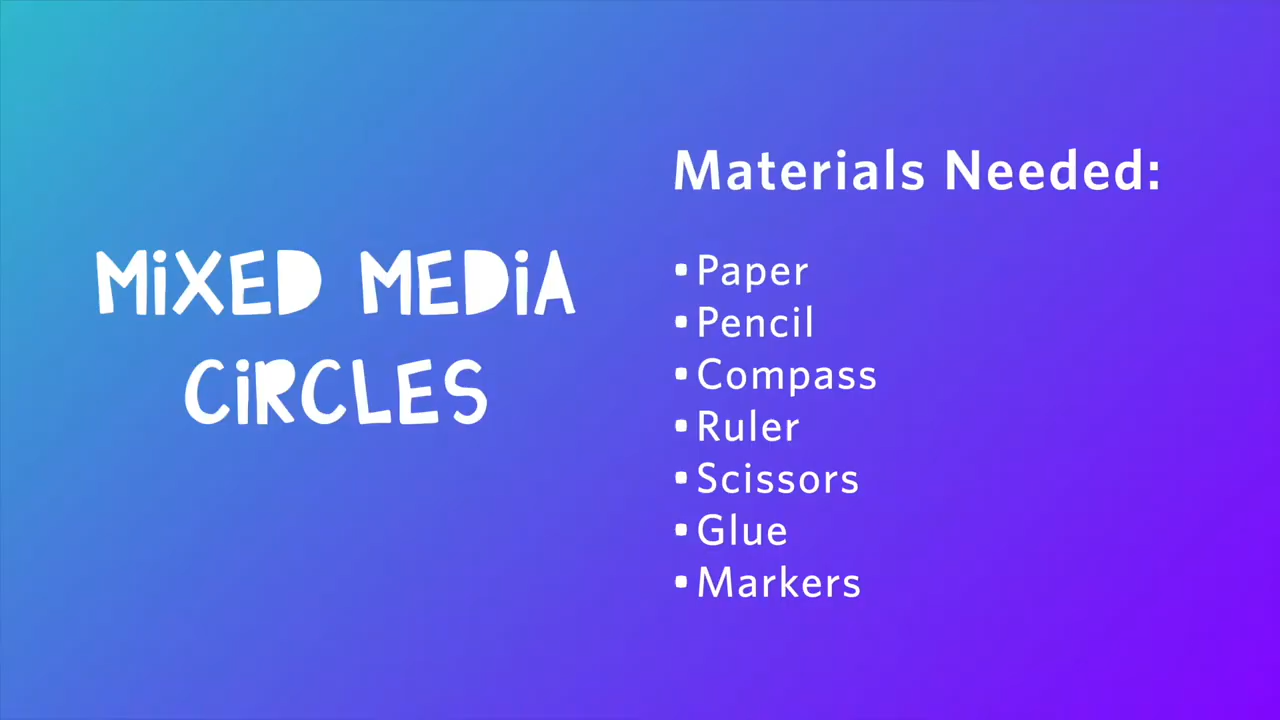 MiXED MEDiA
CiRCLES
Materials Needed:
• Paper
• Pencil
• Compass
• Ruler
• Scissors
• Glue
• Markers